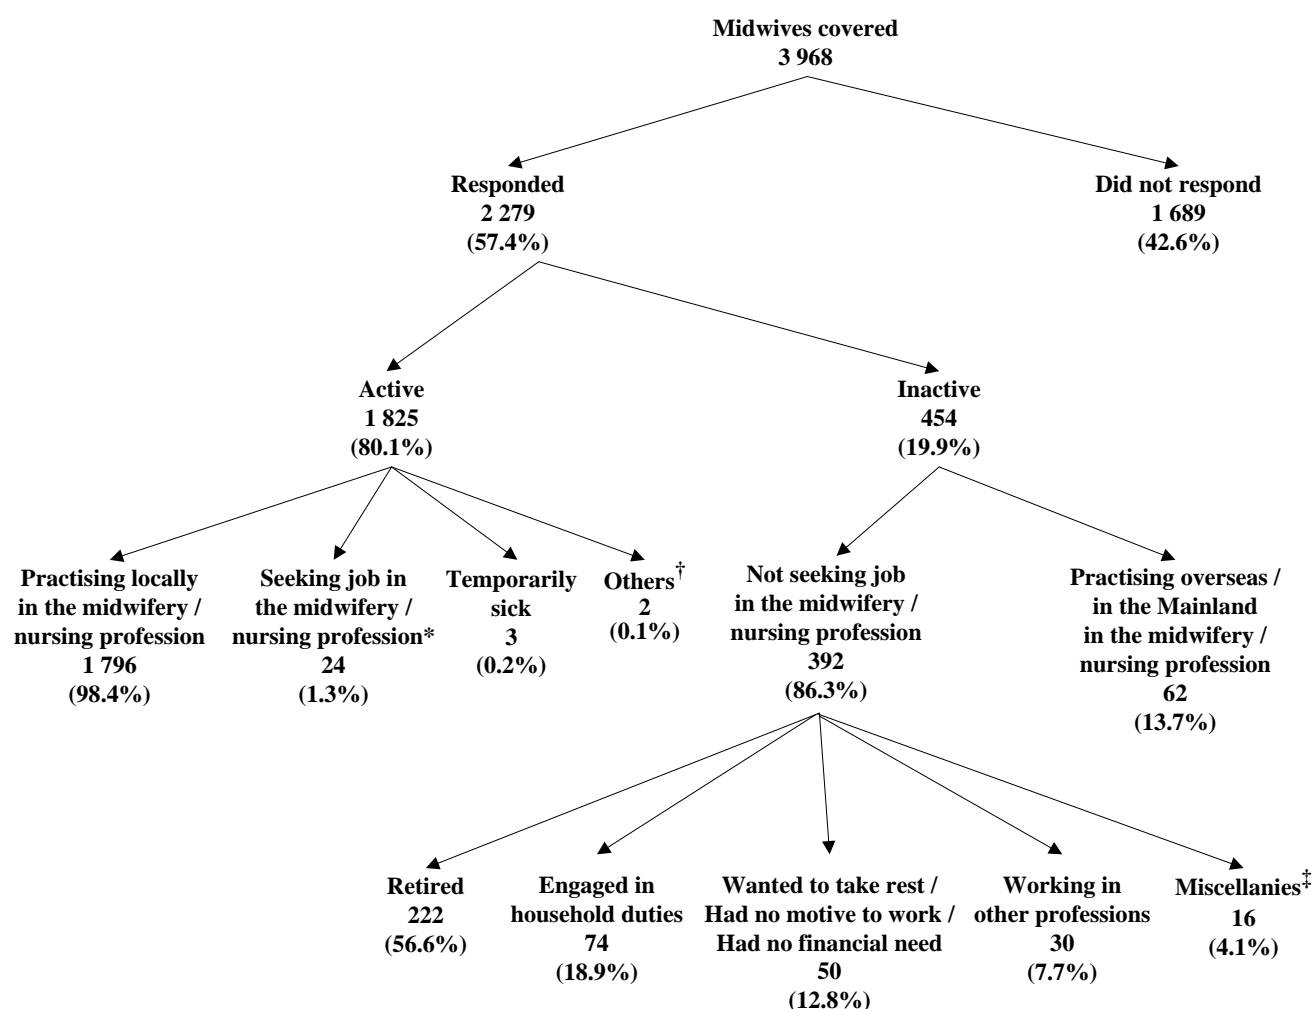 Midwives covered
3 968
Responded
2 279
(57.4%)
Did not respond
1 689
(42.6%)
Active
1 825
(80.1%)
Inactive
454
(19.9%)
Practising locally
in the midwifery /
nursing profession
1 796
(98.4%)
Seeking job in
the midwifery /
nursing profession*
24
(1.3%)
Temporarily
sick
3
(0.2%)
Others†
2
(0.1%)
Not seeking job
in the midwifery /
nursing profession
392
(86.3%)
Practising overseas /
in the Mainland
in the midwifery /
nursing profession
62
(13.7%)
Retired
222
(56.6%)
Engaged in
household duties
74
(18.9%)
Wanted to take rest /
Had no motive to work /
Had no financial need
50
(12.8%)
Working in
other professions
30
(7.7%)
Miscellanies‡
16
(4.1%)